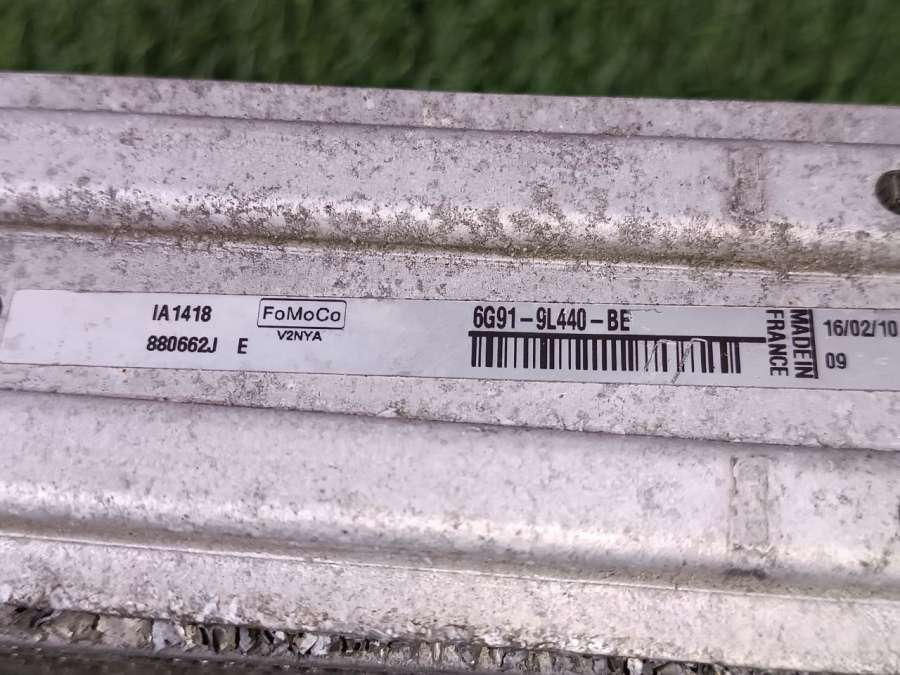 IA1418
880662J E
FoMoCo
V2NYA
6G91-9L440-BE
MADE IN
FRANCE
16/02/10
09